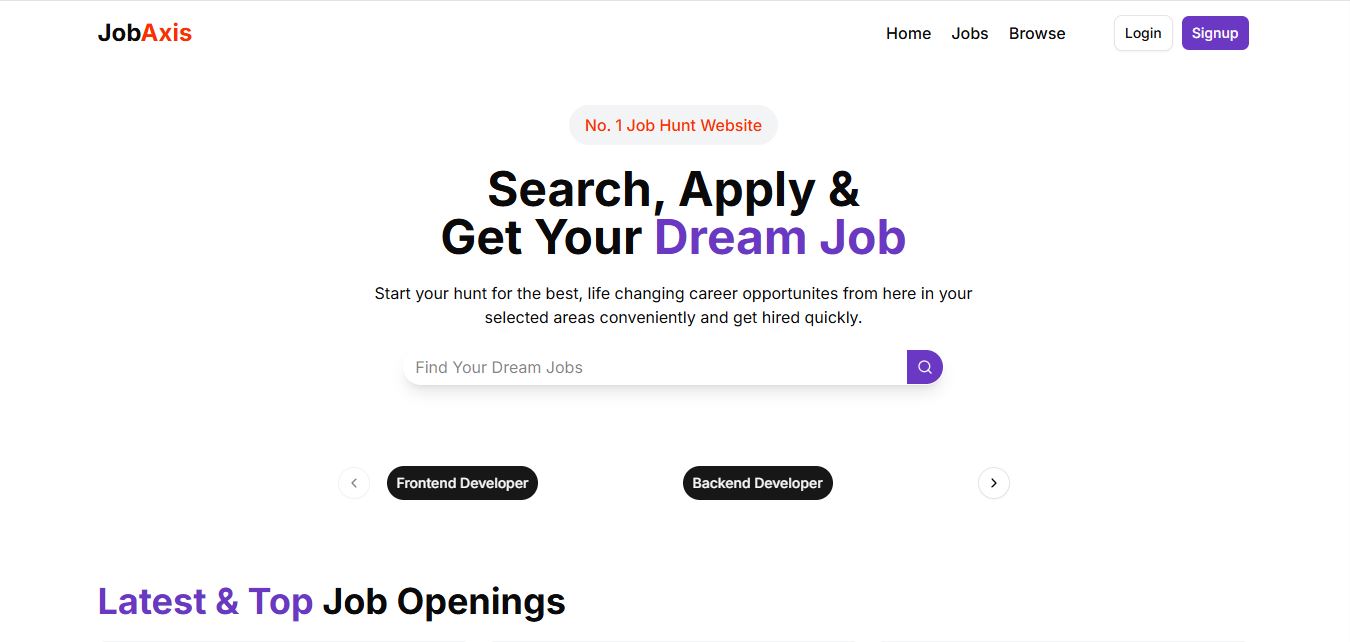 JobAxis
Home Jobs Browse Login Signup
No. 1 Job Hunt Website
Search, Apply &
Get Your Dream Job
Start your hunt for the best, life changing career opportunites from here in your
selected areas conveniently and get hired quickly.
Find Your Dream Jobs
Frontend Developer Backend Developer
Latest & Top Job Openings